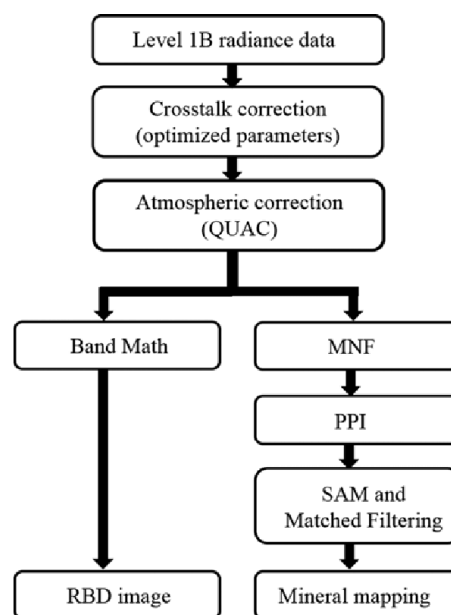 Level 1B radiance data
Crosstalk correction
(optimized parameters)
Atmospheric correction
(QUAC)
Band Math
MNF
PPI
SAM and
Matched Filtering
RBD image
Mineral mapping